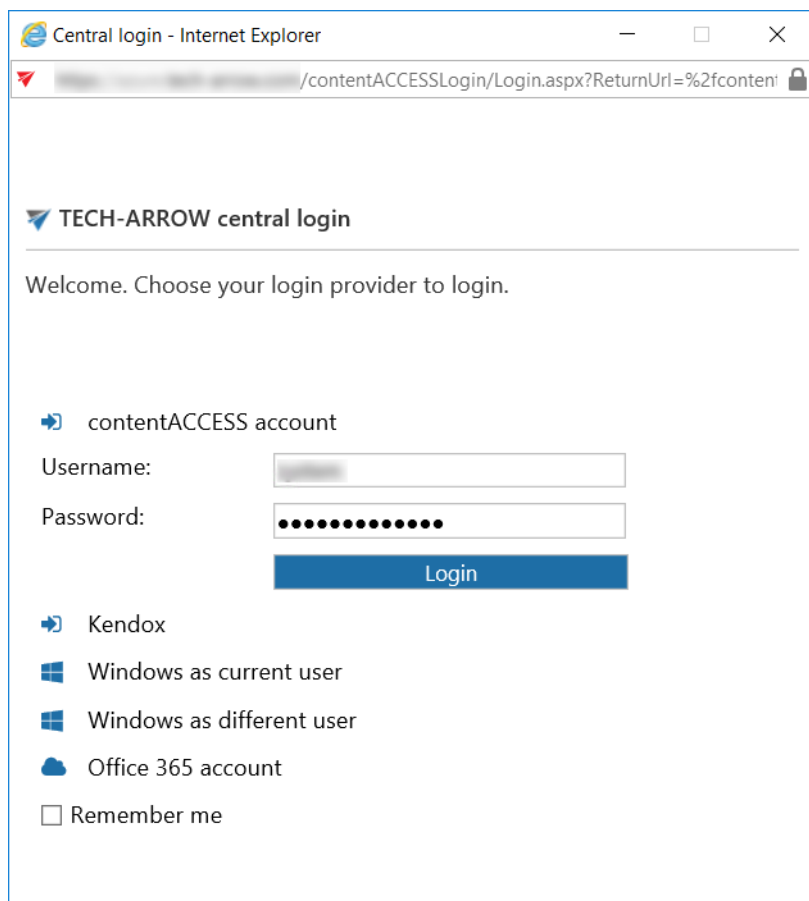 Central login - Internet Explorer
/contentACCESSLogin/Login.aspx?ReturnUrl=%2fcontent
TECH-ARROW central login
Welcome. Choose your login provider to login.
contentACCESS account
Username:
Password: ●●●●●●●●●●●●●
Login
Kendox
Windows as current user
Windows as different user
Office 365 account
Remember me